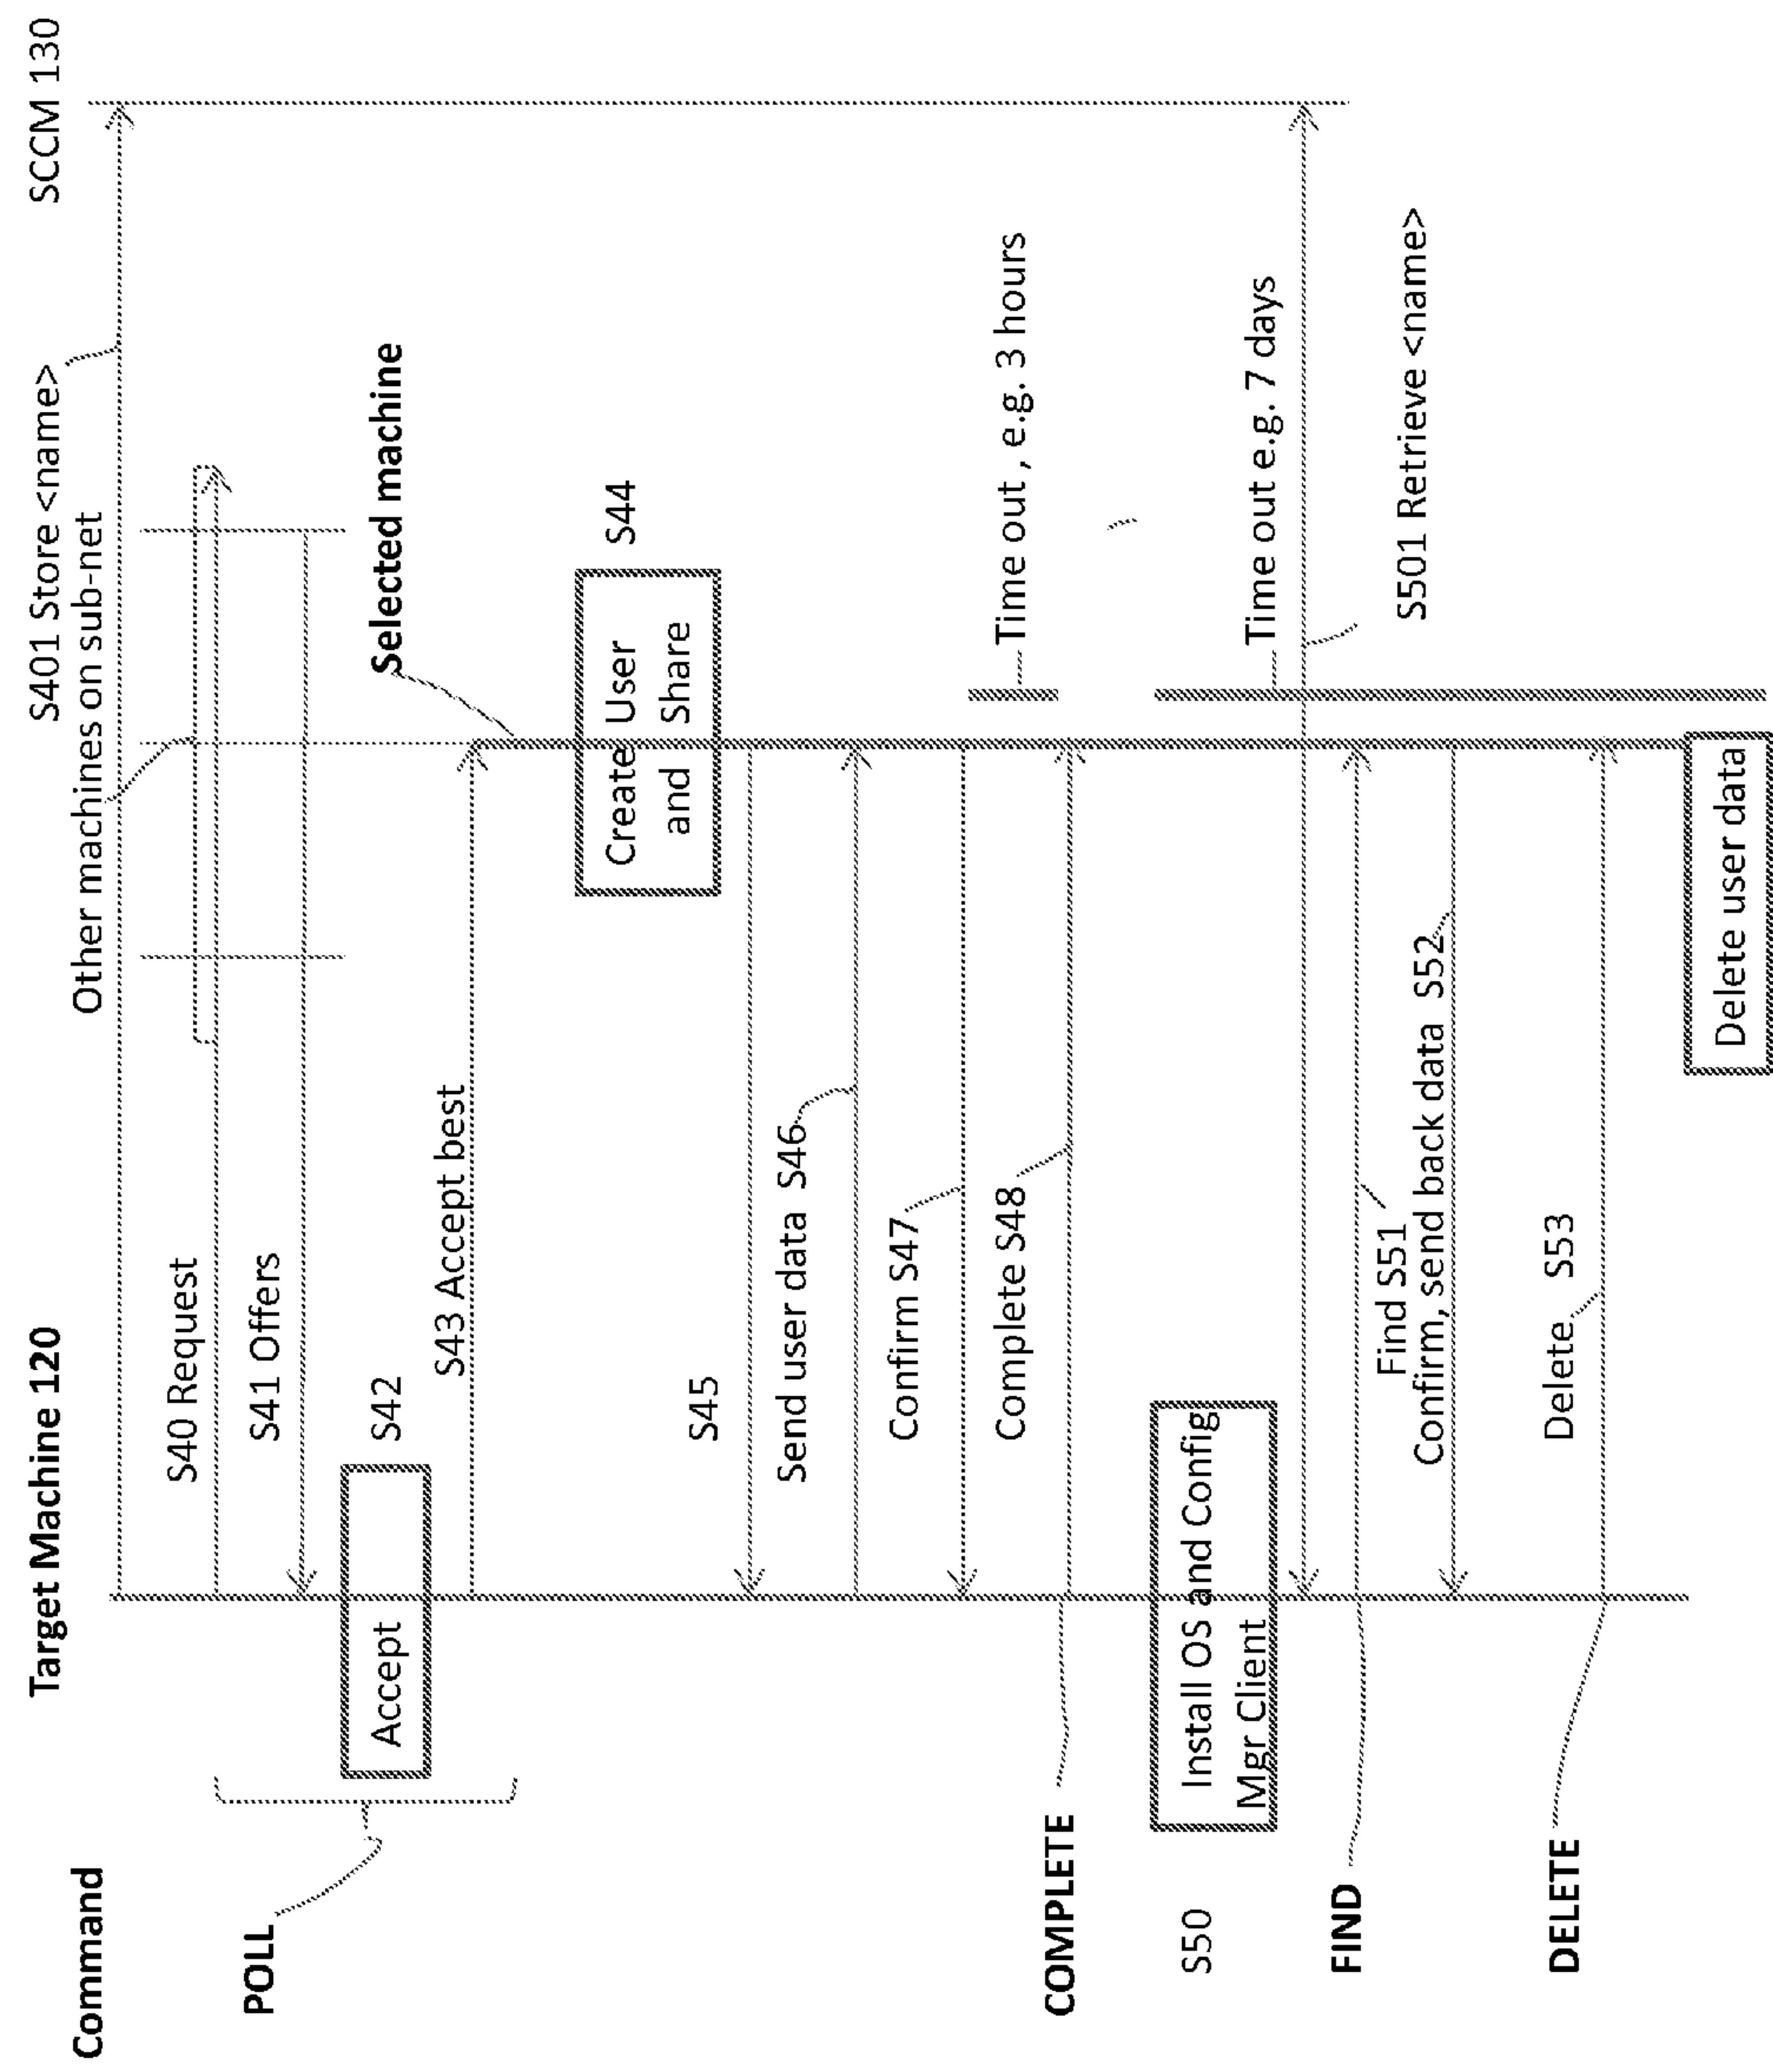 Command
Target Machine 120
S401 Store <name>
SCCM 130
Other machines on sub-net
POLL
S40 Request
S41 Offers
Accept
S42
Selected machine
S43 Accept best
Create User
and Share
S44
S45
Send user data S46
Confirm S47
Time out , e.g. 3 hours
COMPLETE
Complete S48
S50
Install OS and Config
Mgr Client
Time out e.g. 7 days
FIND
Find S51
S501 Retrieve <name>
Confirm, send back data S52
DELETE
Delete S53
Delete user data